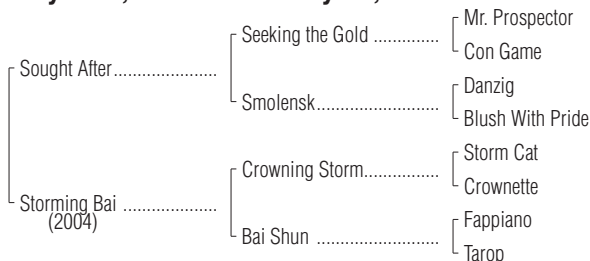 Mr. Prospector
Seeking the Gold ..............
Con Game
Sought After......................
Danzig
Smolensk..........................
Blush With Pride
Storm Cat
Crowning Storm................
Crownette
Storming Bai ....................
(2004)
Fappiano
Bai Shun ..........................
Tarop